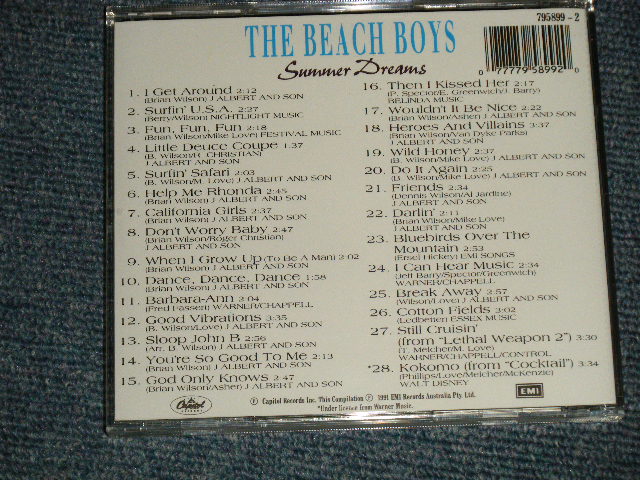 THE BEACH BOYS
Summer Dreams
795899-2
0 77779 58992 0
1. I Get Around 2:12
(Brian Wilson) J ALBERT AND SON
2. Surfin' U.S.A. 2:27
(Berry/Wilson) NIGHTLIGHT MUSIC
3. Fun, Fun, Fun 2:18
(Brian Wilson/Mike Love) FESTIVAL MUSIC
4. Little Deuce Coupe 1:37
(B. Wilson/R. CHRISTIAN)
J ALBERT AND SON
5. Surfin' Safari 2:03
(B. Wilson/M. Love) J ALBERT AND SON
6. Help Me Rhonda 2:45
(Brian Wilson) J ALBERT AND SON
7. California Girls 2:37
(Brian Wilson) J ALBERT AND SON
8. Don't Worry Baby 2:47
(Brian Wilson/Roger Christian)
J ALBERT AND SON
9. When I Grow Up (To Be A Man) 2:02
(Brian Wilson) J ALBERT AND SON
10. Dance, Dance, Dance 1:58
(Brian Wilson) J ALBERT AND SON
11. Barbara-Ann 2:04
(Fred Fassert) WARNER/CHAPPELL
12. Good Vibrations 3:35
(B. Wilson/Love) J ALBERT AND SON
13. Sloop John B 2:56
(Arr. B. Wilson) J ALBERT AND SON
14. You're So Good To Me 2:13
(Brian Wilson) J ALBERT AND SON
15. God Only Knows 2:47
(Brian Wilson/Asher) J ALBERT AND SON
16. Then I Kissed Her 2:17
(P. Spector/E. Greenwich/J. Barry)
BELINDA MUSIC
17. Wouldn't It Be Nice 2:22
(Brian Wilson/Asher) J ALBERT AND SON
18. Heroes And Villains 3:37
(Brian Wilson/Van Dyke Parks)
J ALBERT AND SON
19. Wild Honey 2:37
(B. Wilson/Mike Love) J ALBERT AND SON
20. Do It Again 2:25
(B. Wilson/Mike Love) J ALBERT AND SON
21. Friends 2:34
(Dennis Wilson/Al Jardine)
J ALBERT AND SON
22. Darlin' 2:11
(Brian Wilson/Mike Love)
J ALBERT AND SON
23. Bluebirds Over The
Mountain 2:53
(Ersel Hickey) EMI SONGS
24. I Can Hear Music 2:34
(Jeff Barry/Spector/Greenwich)
WARNER/CHAPPELL
25. Break Away 2:57
(Wilson/Love) J ALBERT AND SON
26. Cotton Fields 3:02
(Ledbetter) ESSEX MUSIC
27. Still Cruisin'
(from "Lethal Weapon 2") 3:34
(T. Melcher/M. Love)
WARNER/CHAPPELL/CONTROL
*28. Kokomo (from "Cocktail") 3:34
(Phillips/Love/Melcher/McKenzie)
WALT DISNEY
Capitol
℗ Capitol Records Inc. This Compilation ℗ 1991 EMI Records Australia Pty. Ltd.
*Under licence from Warner Music.
EMI